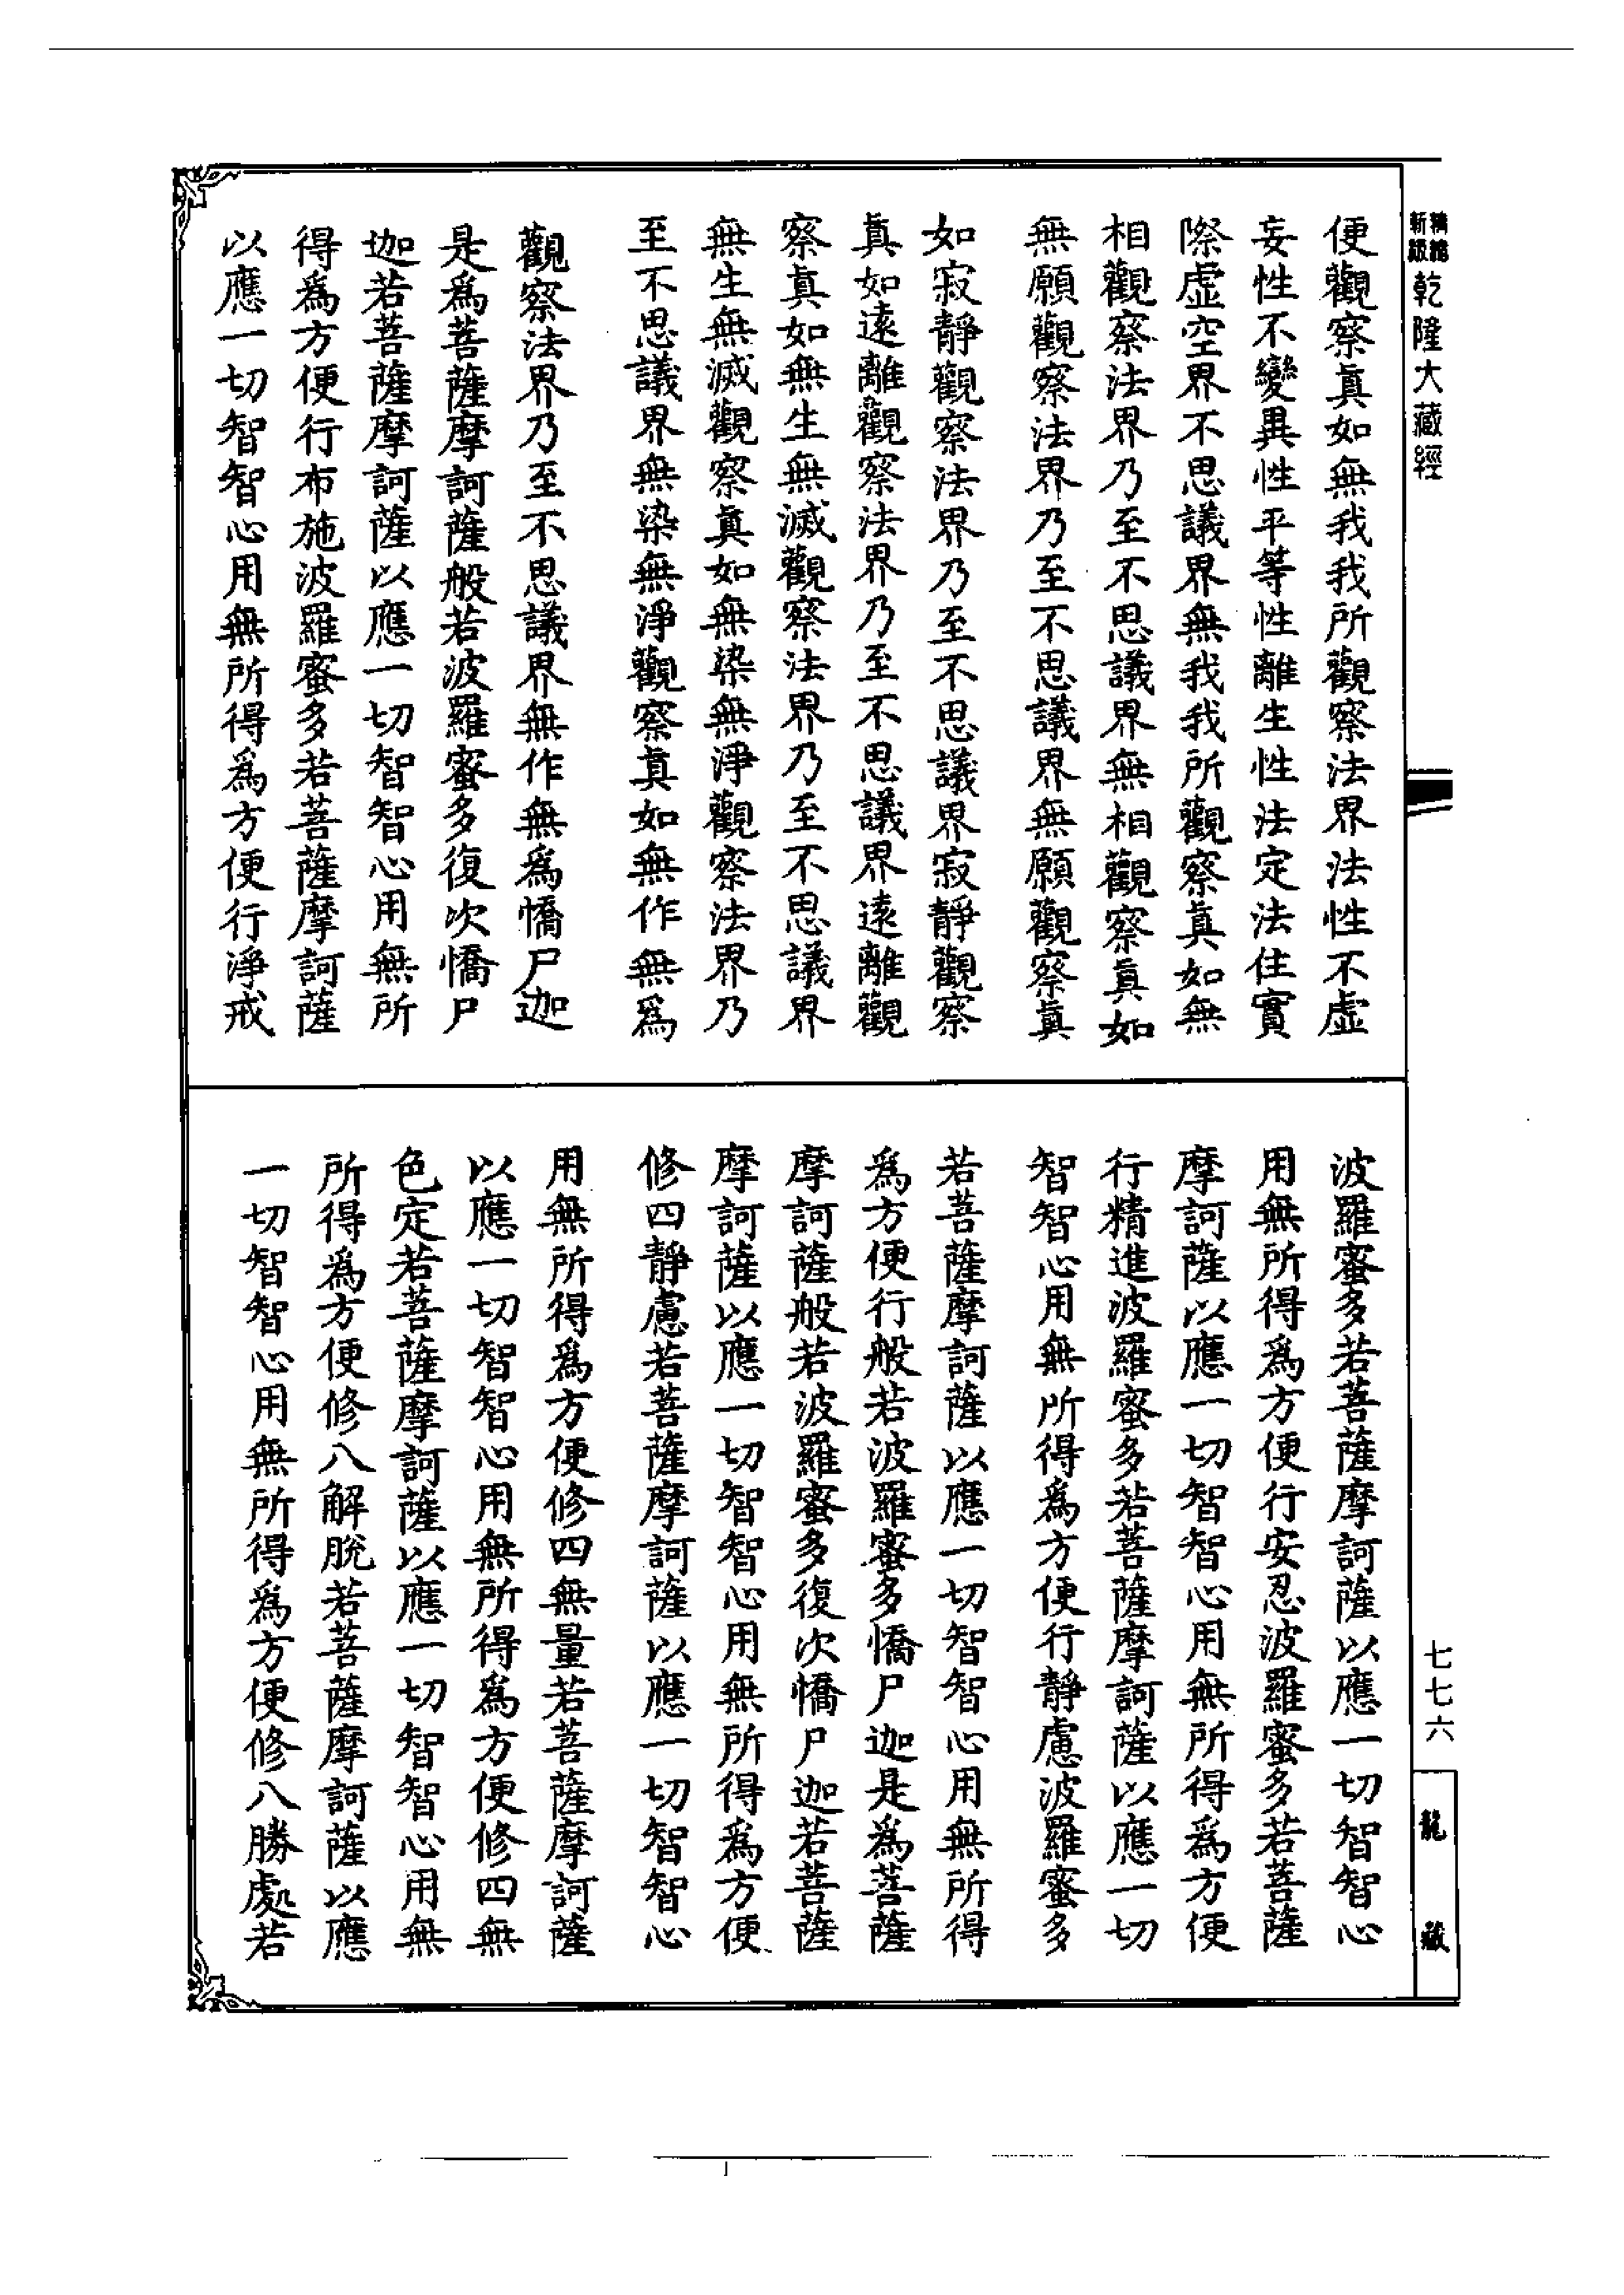 乾隆大藏經
便觀察真如無我我所觀察法界法性不虛
妄性不變異性平等性離生性法定法住實
際虛空界不思議界無我我所觀察真如無
相觀察法界乃至不思議界無相觀察真如
無願觀察法界乃至不思議界無願觀察真
如寂靜觀察法界乃至不思議界寂靜觀察
真如遠離觀察法界乃至不思議界遠離觀
察真如無生無滅觀察法界乃至不思議界
無生無滅觀察真如無染無淨觀察法界乃
至不思議界無染無淨觀察真如無作無為
觀察法界乃至不思議界無作無為憍尸迦
是為菩薩摩訶薩般若波羅蜜多復次憍尸
迦若菩薩摩訶薩以應一切智智心用無所
得為方便行布施波羅蜜多若菩薩摩訶薩
以應一切智智心用無所得為方便行淨戒
波羅蜜多若菩薩摩訶薩以應一切智智心
用無所得為方便行安忍波羅蜜多若菩薩
摩訶薩以應一切智智心用無所得為方便
行精進波羅蜜多若菩薩摩訶薩以應一切
智智心用無所得為方便行靜慮波羅蜜多
若菩薩摩訶薩以應一切智智心用無所得
為方便行般若波羅蜜多憍尸迦是為菩薩
摩訶薩般若波羅蜜多復次憍尸迦若菩薩
摩訶薩以應一切智智心用無所得為方便
修四靜慮若菩薩摩訶薩以應一切智智心
用無所得為方便修四無量若菩薩摩訶薩
以應一切智智心用無所得為方便修四無
色定若菩薩摩訶薩以應一切智智心用無
所得為方便修八解脫若菩薩摩訶薩以應
一切智智心用無所得為方便修八勝處若
七七六
龍藏